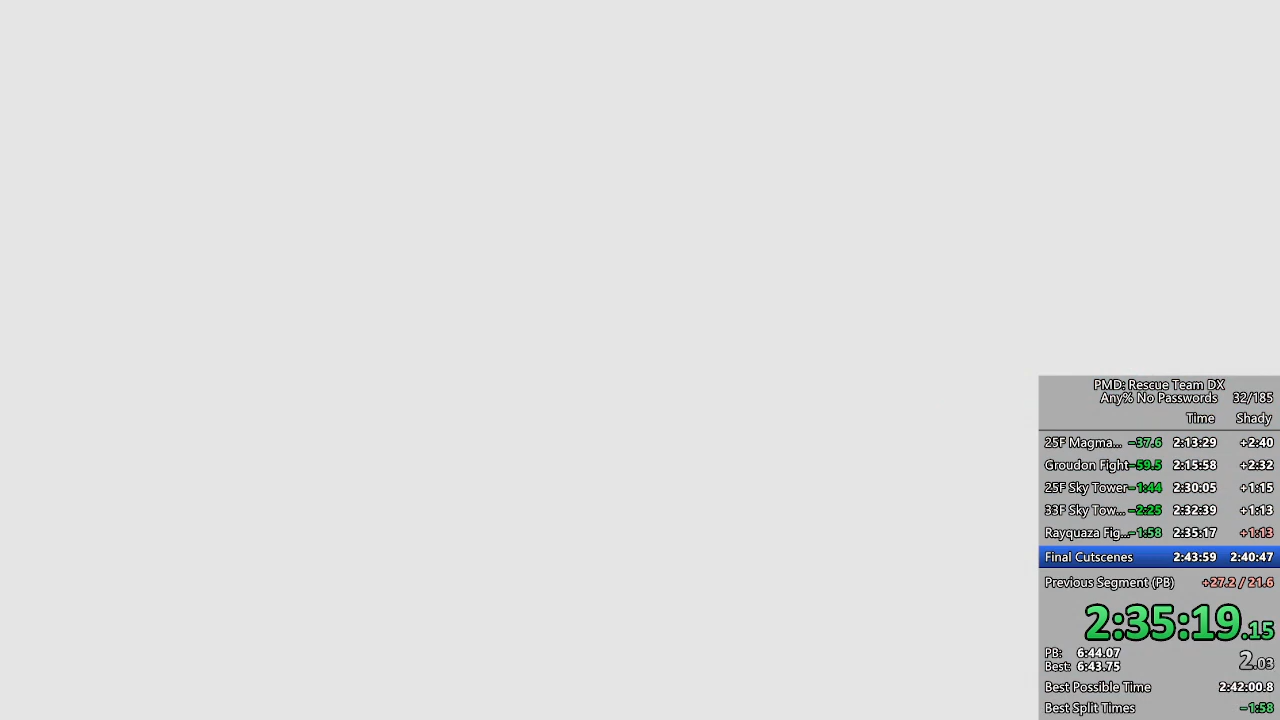 PMD: Rescue Team DX
Any% No Passwords 32/185
Time Shady
25F Magma... -37.6 2:13:29 +2:40
Groudon Fight -59.5 2:15:58 +2:32
25F Sky Tower -1:44 2:30:05 +1:15
33F Sky Tow... -2:25 2:32:39 +1:13
Rayquaza Fig... -1:58 2:35:17 +1:13
Final Cutscenes 2:43:59 2:40:47
Previous Segment (PB) +27.2 / 21.6
2:35:19.15
PB: 6:44.07
Best: 6:43.75 2.03
Best Possible Time 2:42:00.8
Best Split Times -1:58